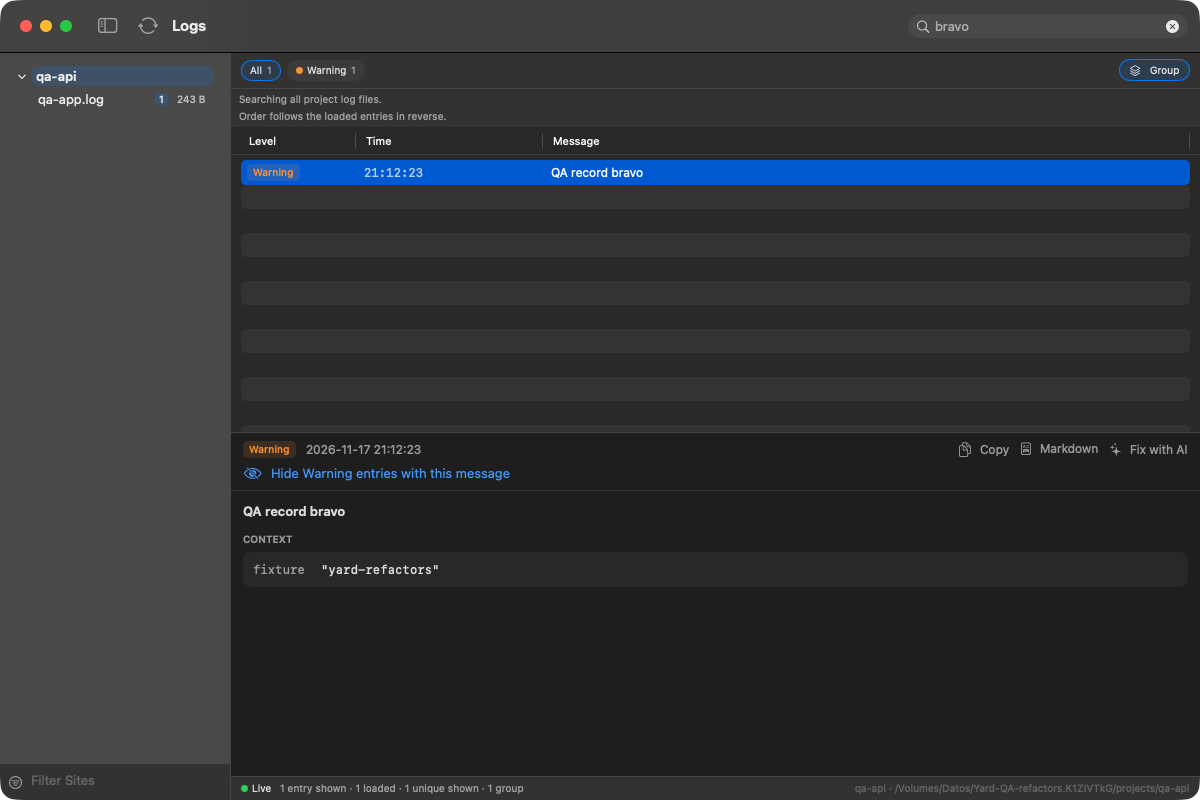 Logs
bravo
qa-api
qa-app.log 1 243 B
All 1 Warning 1 Group
Searching all project log files.
Order follows the loaded entries in reverse.
Level Time Message
Warning 21:12:23 QA record bravo
Warning 2026-11-17 21:12:23 Copy Markdown Fix with AI
Hide Warning entries with this message
QA record bravo
CONTEXT
fixture "yard-refactors"
Filter Sites
Live 1 entry shown · 1 loaded · 1 unique shown · 1 group qa-api · /Volumes/Datos/Yard-QA-refactors.K1ZIVTkG/projects/qa-api